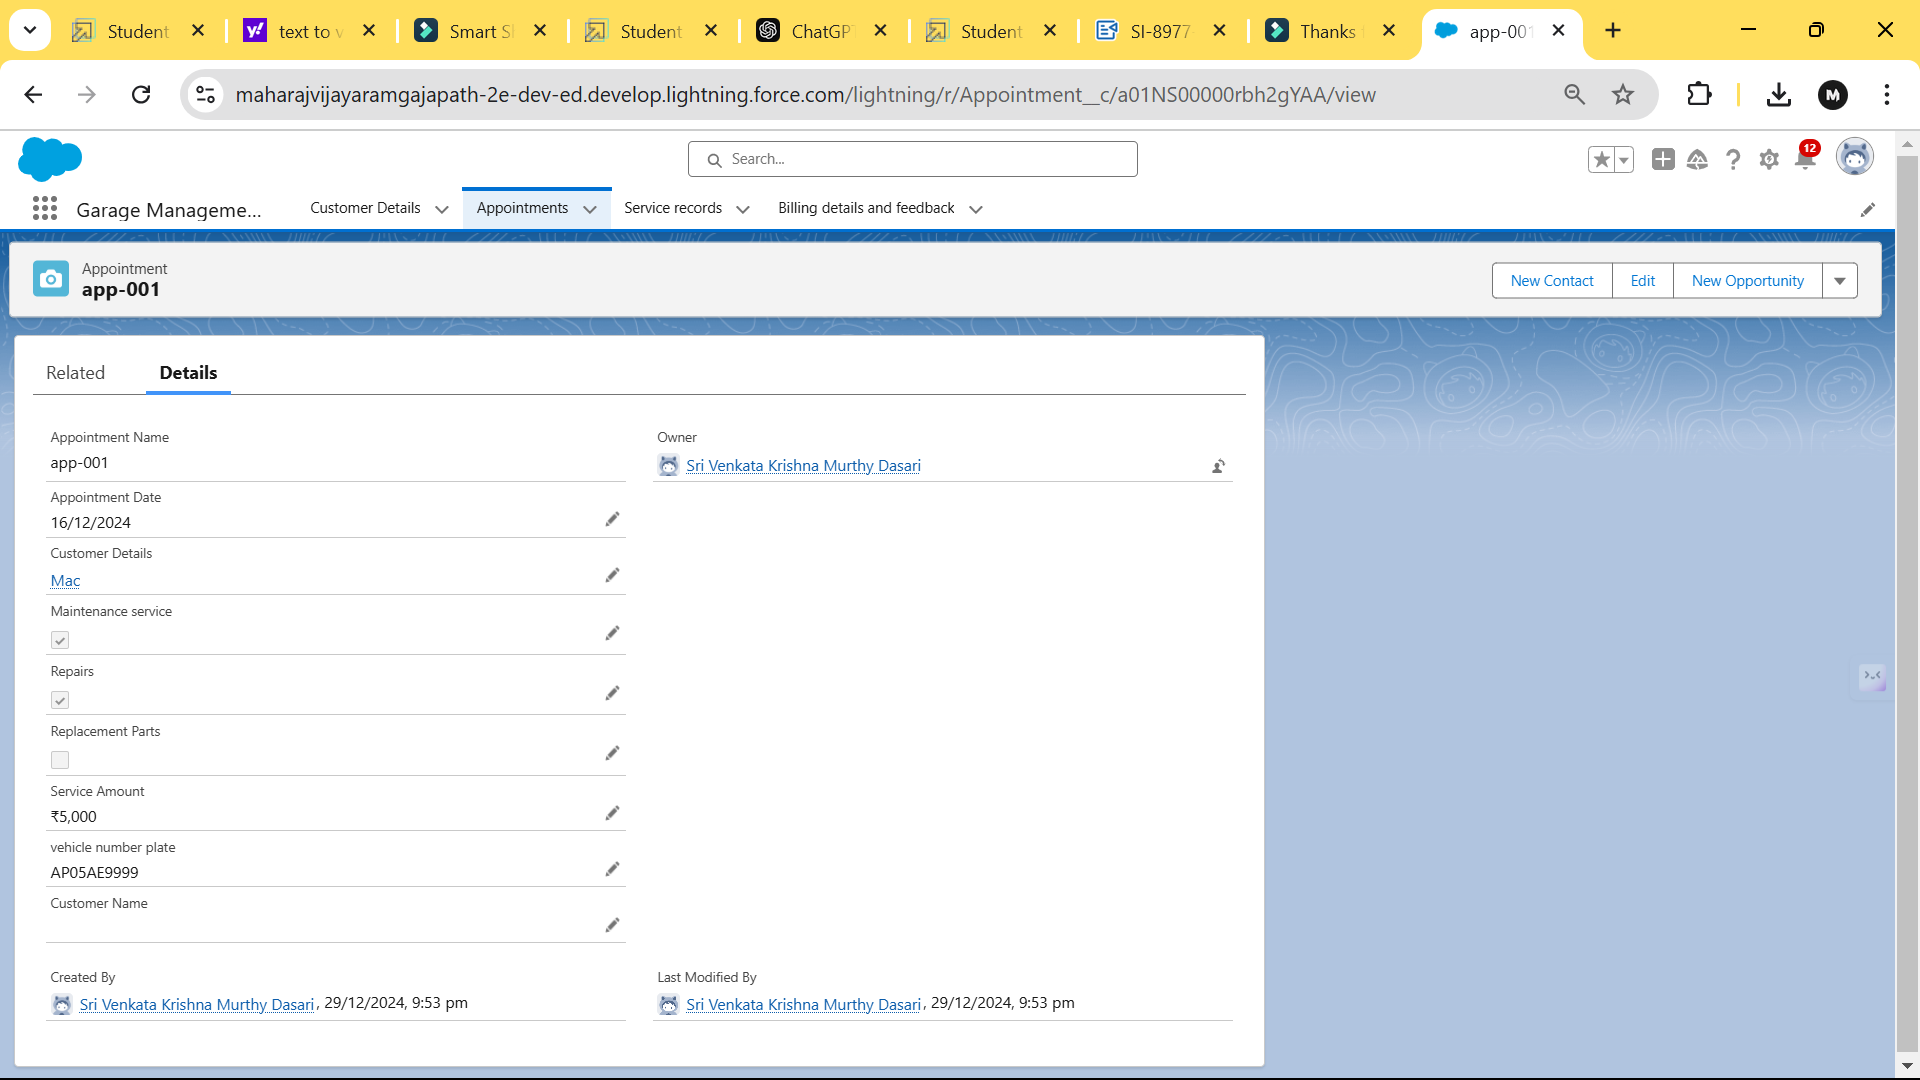 Student
text to v
Smart Sl
Student
ChatGPT
Student
SI-8977-
Thanks f
app-001
maharajvijayaramgajapath-2e-dev-ed.develop.lightning.force.com/lightning/r/Appointment__c/a01NS00000rbh2gYAA/view
M
Search...
12
Garage Manageme...
Customer Details
Appointments
Service records
Billing details and feedback
Appointment
app-001
New Contact
Edit
New Opportunity
Related
Details
Appointment Name
app-001
Owner
Sri Venkata Krishna Murthy Dasari
Appointment Date
16/12/2024
Customer Details
Mac
Maintenance service
Repairs
Replacement Parts
Service Amount
₹5,000
vehicle number plate
AP05AE9999
Customer Name
Created By
Sri Venkata Krishna Murthy Dasari, 29/12/2024, 9:53 pm
Last Modified By
Sri Venkata Krishna Murthy Dasari, 29/12/2024, 9:53 pm